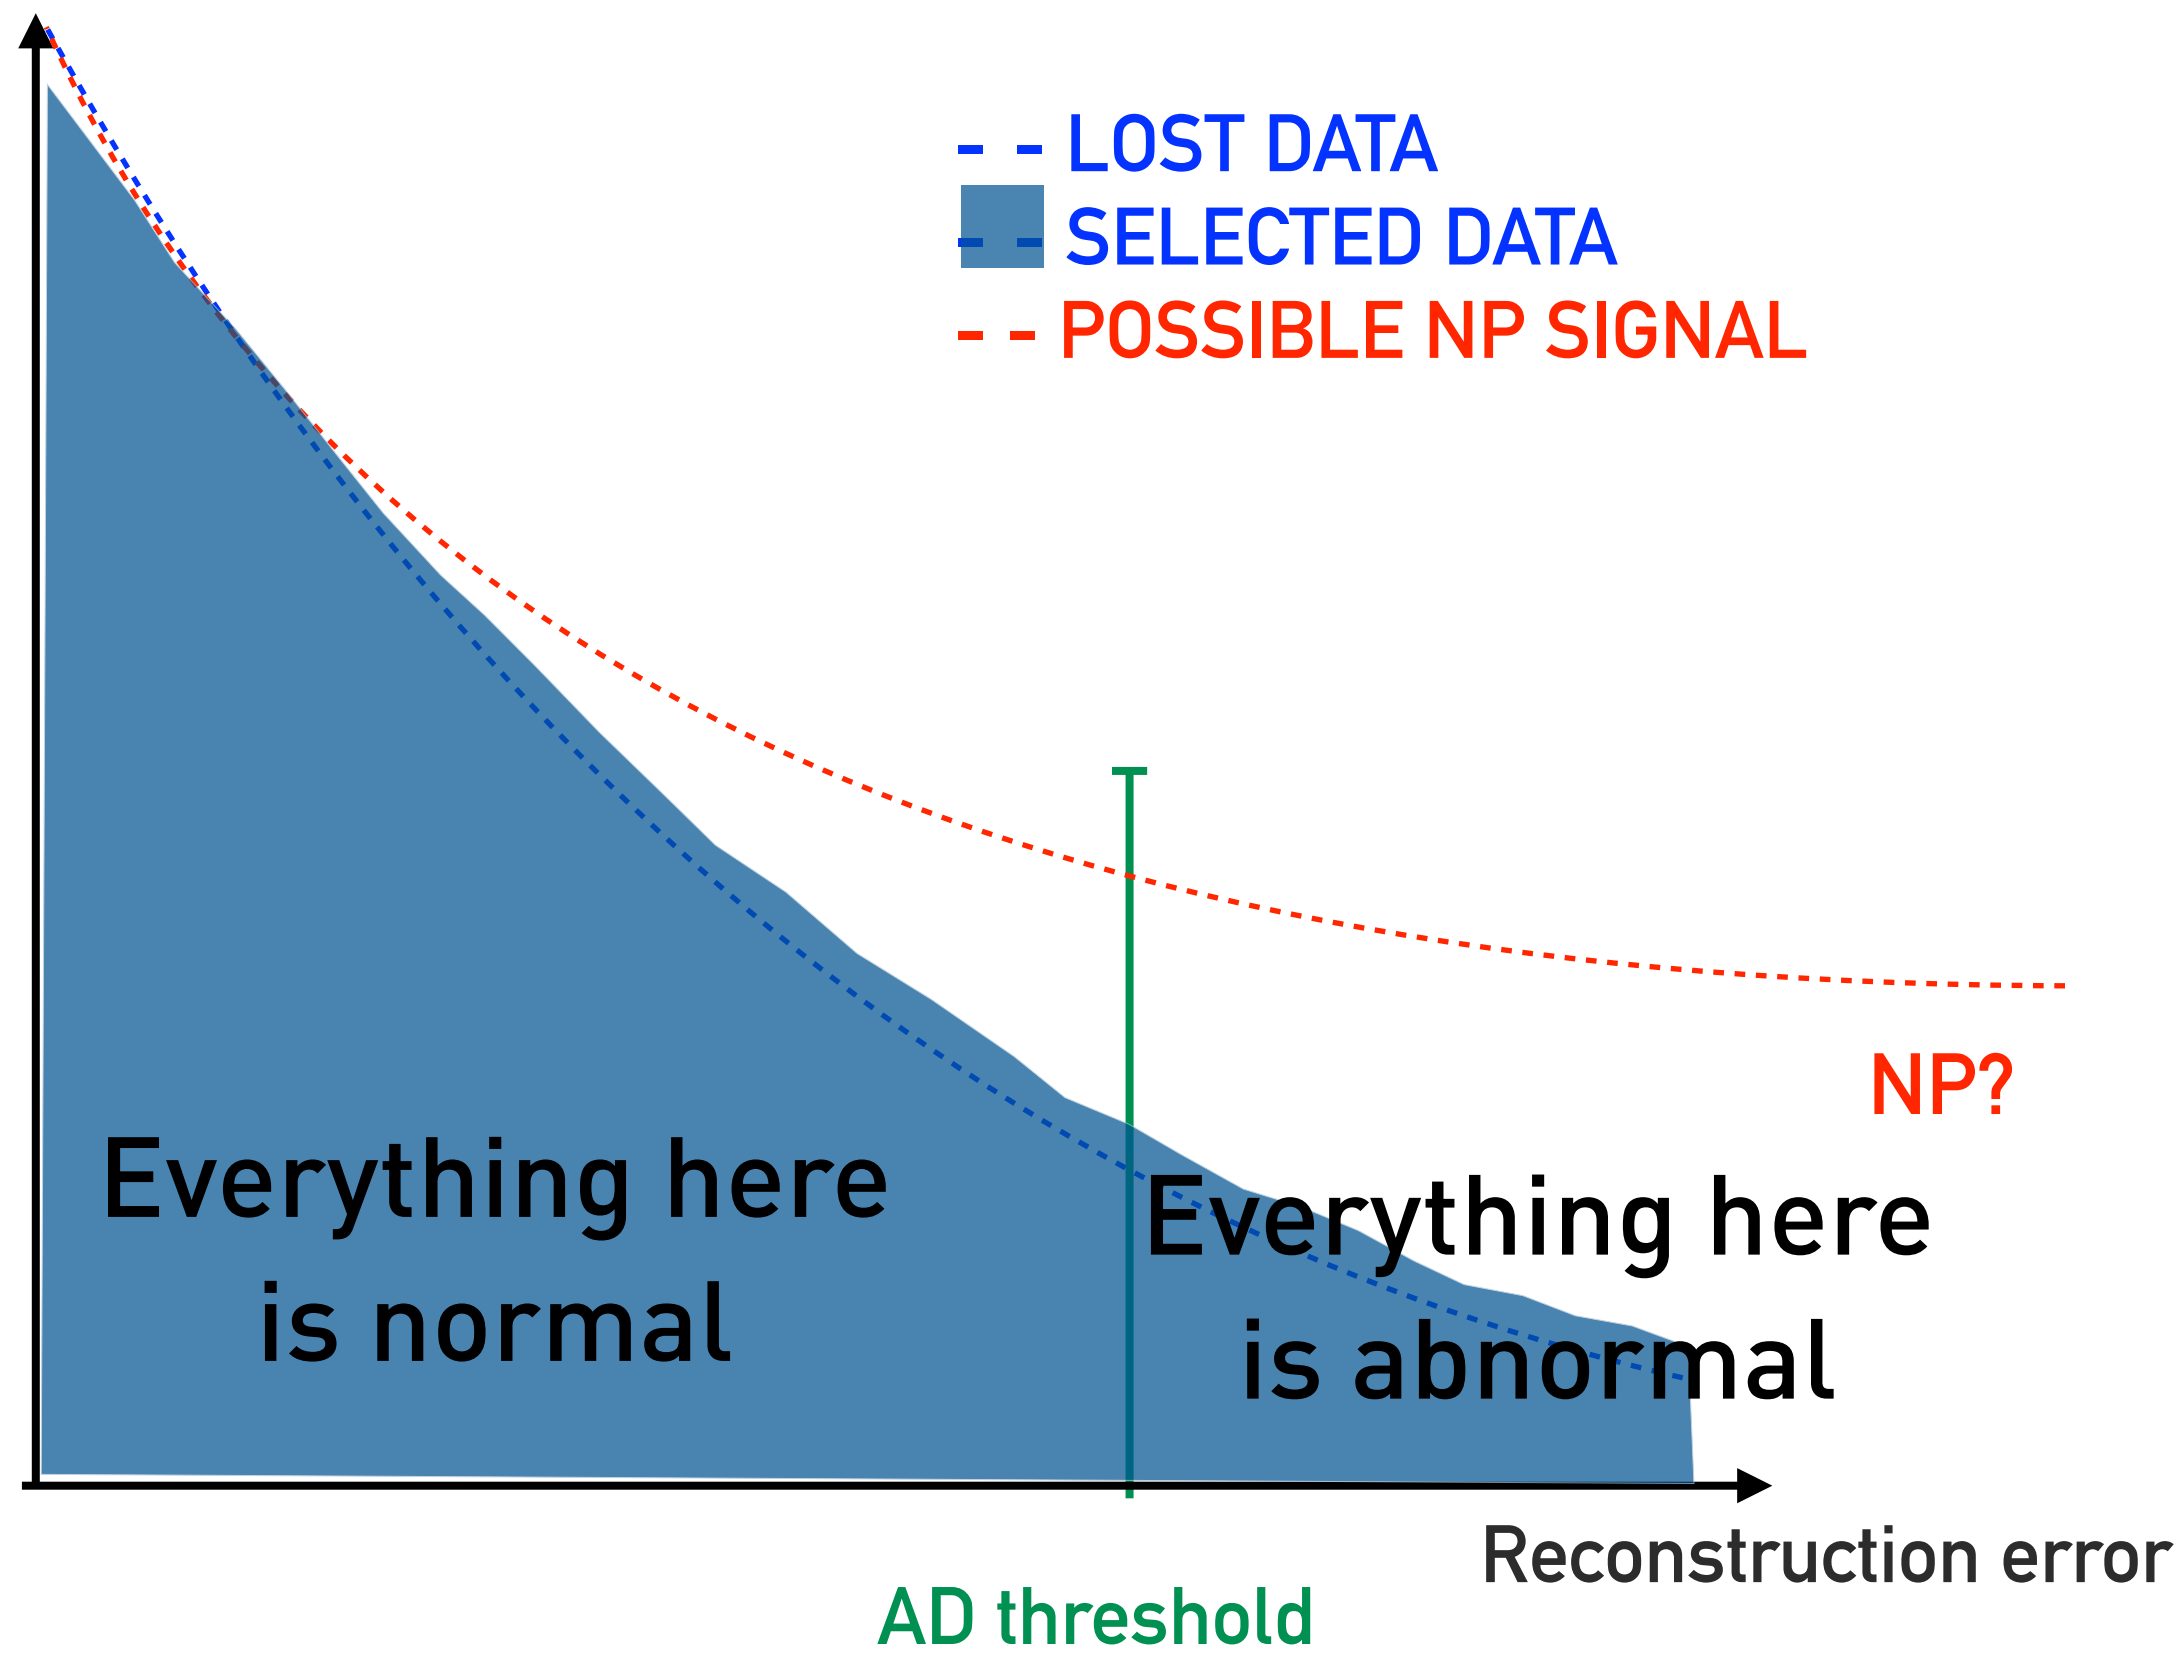 LOST DATA
SELECTED DATA
POSSIBLE NP SIGNAL
NP?
Everything here
is normal
Everything here
is abnormal
Reconstruction error
AD threshold